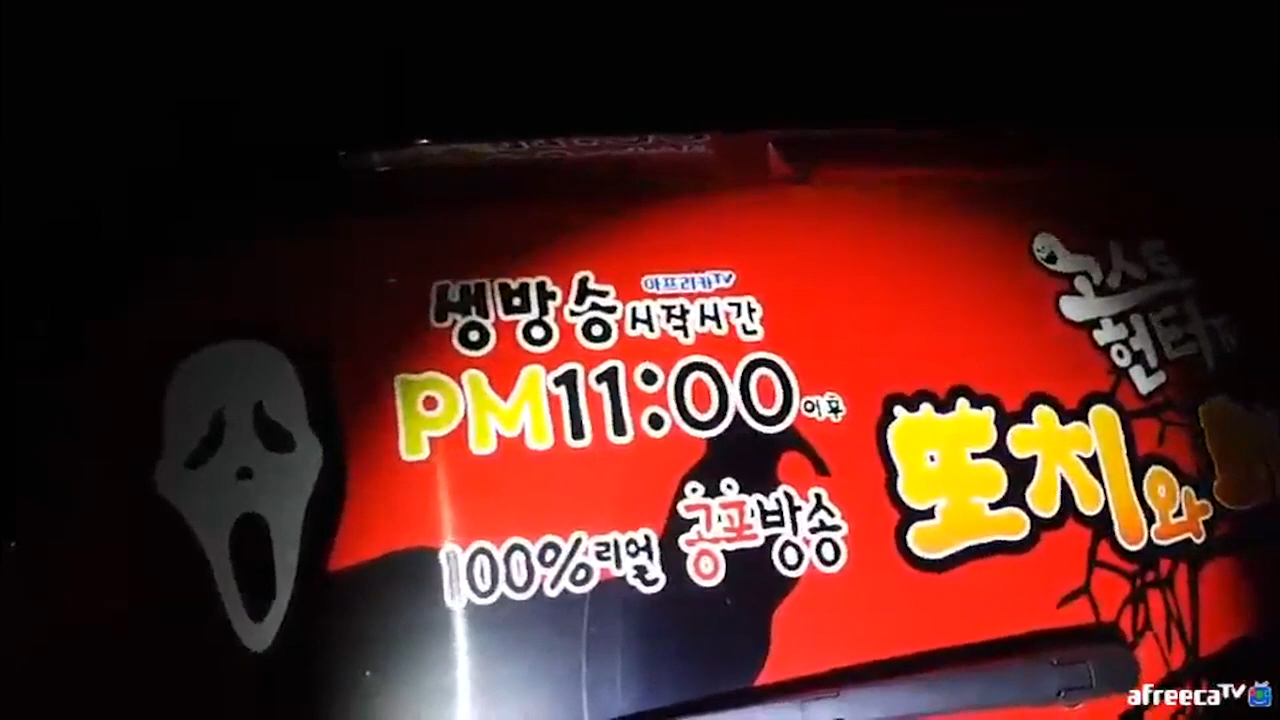 아프리카TV
생방송 시작시간
PM11:00 이후
100%리얼 공포방송
고스트
헌터
또치와
afreecaTV